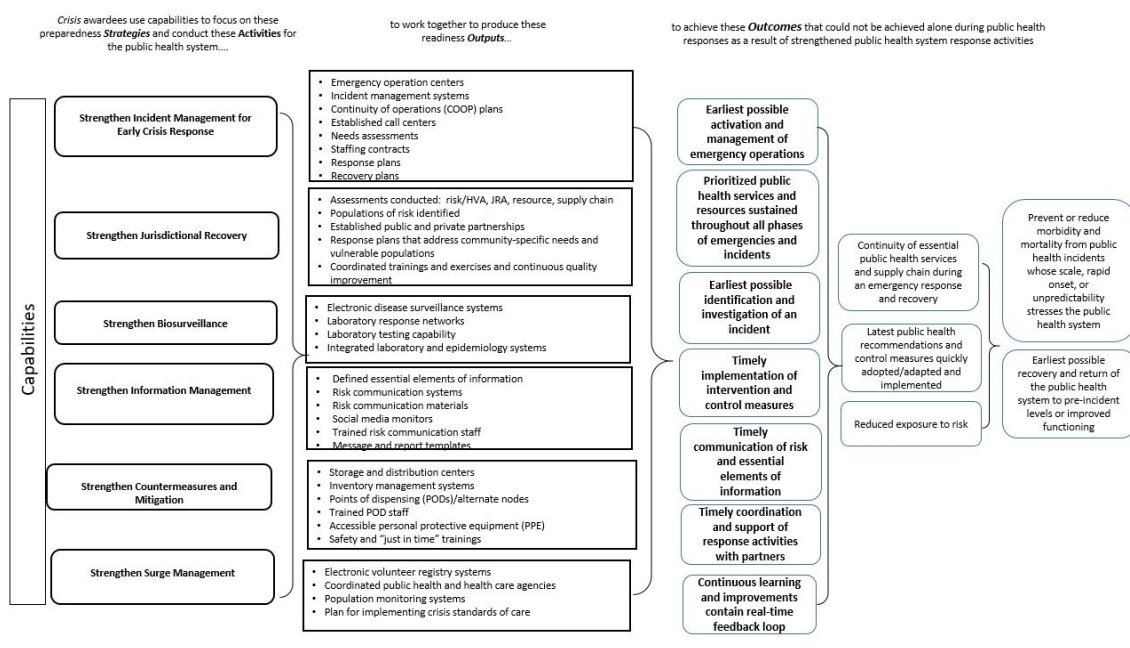 Crisis awardees use capabilities to focus on these
preparedness Strategies and conduct these Activities for
the public health system....
to work together to produce these
readiness Outputs...
to achieve these Outcomes that could not be achieved alone during public health
responses as a result of strengthened public health system response activities
Capabilities
Strengthen Incident Management for
Early Crisis Response
Strengthen Jurisdictional Recovery
Strengthen Biosurveillance
Strengthen Information Management
Strengthen Countermeasures and
Mitigation
Strengthen Surge Management
• Emergency operation centers
• Incident management systems
• Continuity of operations (COOP) plans
• Established call centers
• Needs assessments
• Staffing contracts
• Response plans
• Recovery plans
• Assessments conducted: risk/HVA, JRA, resource, supply chain
• Populations of risk identified
• Established public and private partnerships
• Response plans that address community-specific needs and
vulnerable populations
• Coordinated trainings and exercises and continuous quality
improvement
• Electronic disease surveillance systems
• Laboratory response networks
• Laboratory testing capability
• Integrated laboratory and epidemiology systems
• Defined essential elements of information
• Risk communication systems
• Risk communication materials
• Social media monitors
• Trained risk communication staff
• Message and report templates
• Storage and distribution centers
• Inventory management systems
• Points of dispensing (PODs)/alternate nodes
• Trained POD staff
• Accessible personal protective equipment (PPE)
• Safety and “just in time” trainings
• Electronic volunteer registry systems
• Coordinated public health and health care agencies
• Population monitoring systems
• Plan for implementing crisis standards of care
Earliest possible
activation and
management of
emergency operations
Prioritized public
health services and
resources sustained
throughout all phases
of emergencies and
incidents
Earliest possible
identification and
investigation of an
incident
Timely
implementation of
intervention and
control measures
Timely
communication of risk
and essential
elements of
information
Timely coordination
and support of
response activities
with partners
Continuous learning
and improvements
contain real-time
feedback loop
Continuity of essential
public health services
and supply chain during
an emergency response
and recovery
Latest public health
recommendations and
control measures quickly
adopted/adapted and
implemented
Reduced exposure to risk
Prevent or reduce
morbidity and
mortality from public
health incidents
whose scale, rapid
onset, or
unpredictability
stresses the public
health system
Earliest possible
recovery and return of
the public health
system to pre-incident
levels or improved
functioning